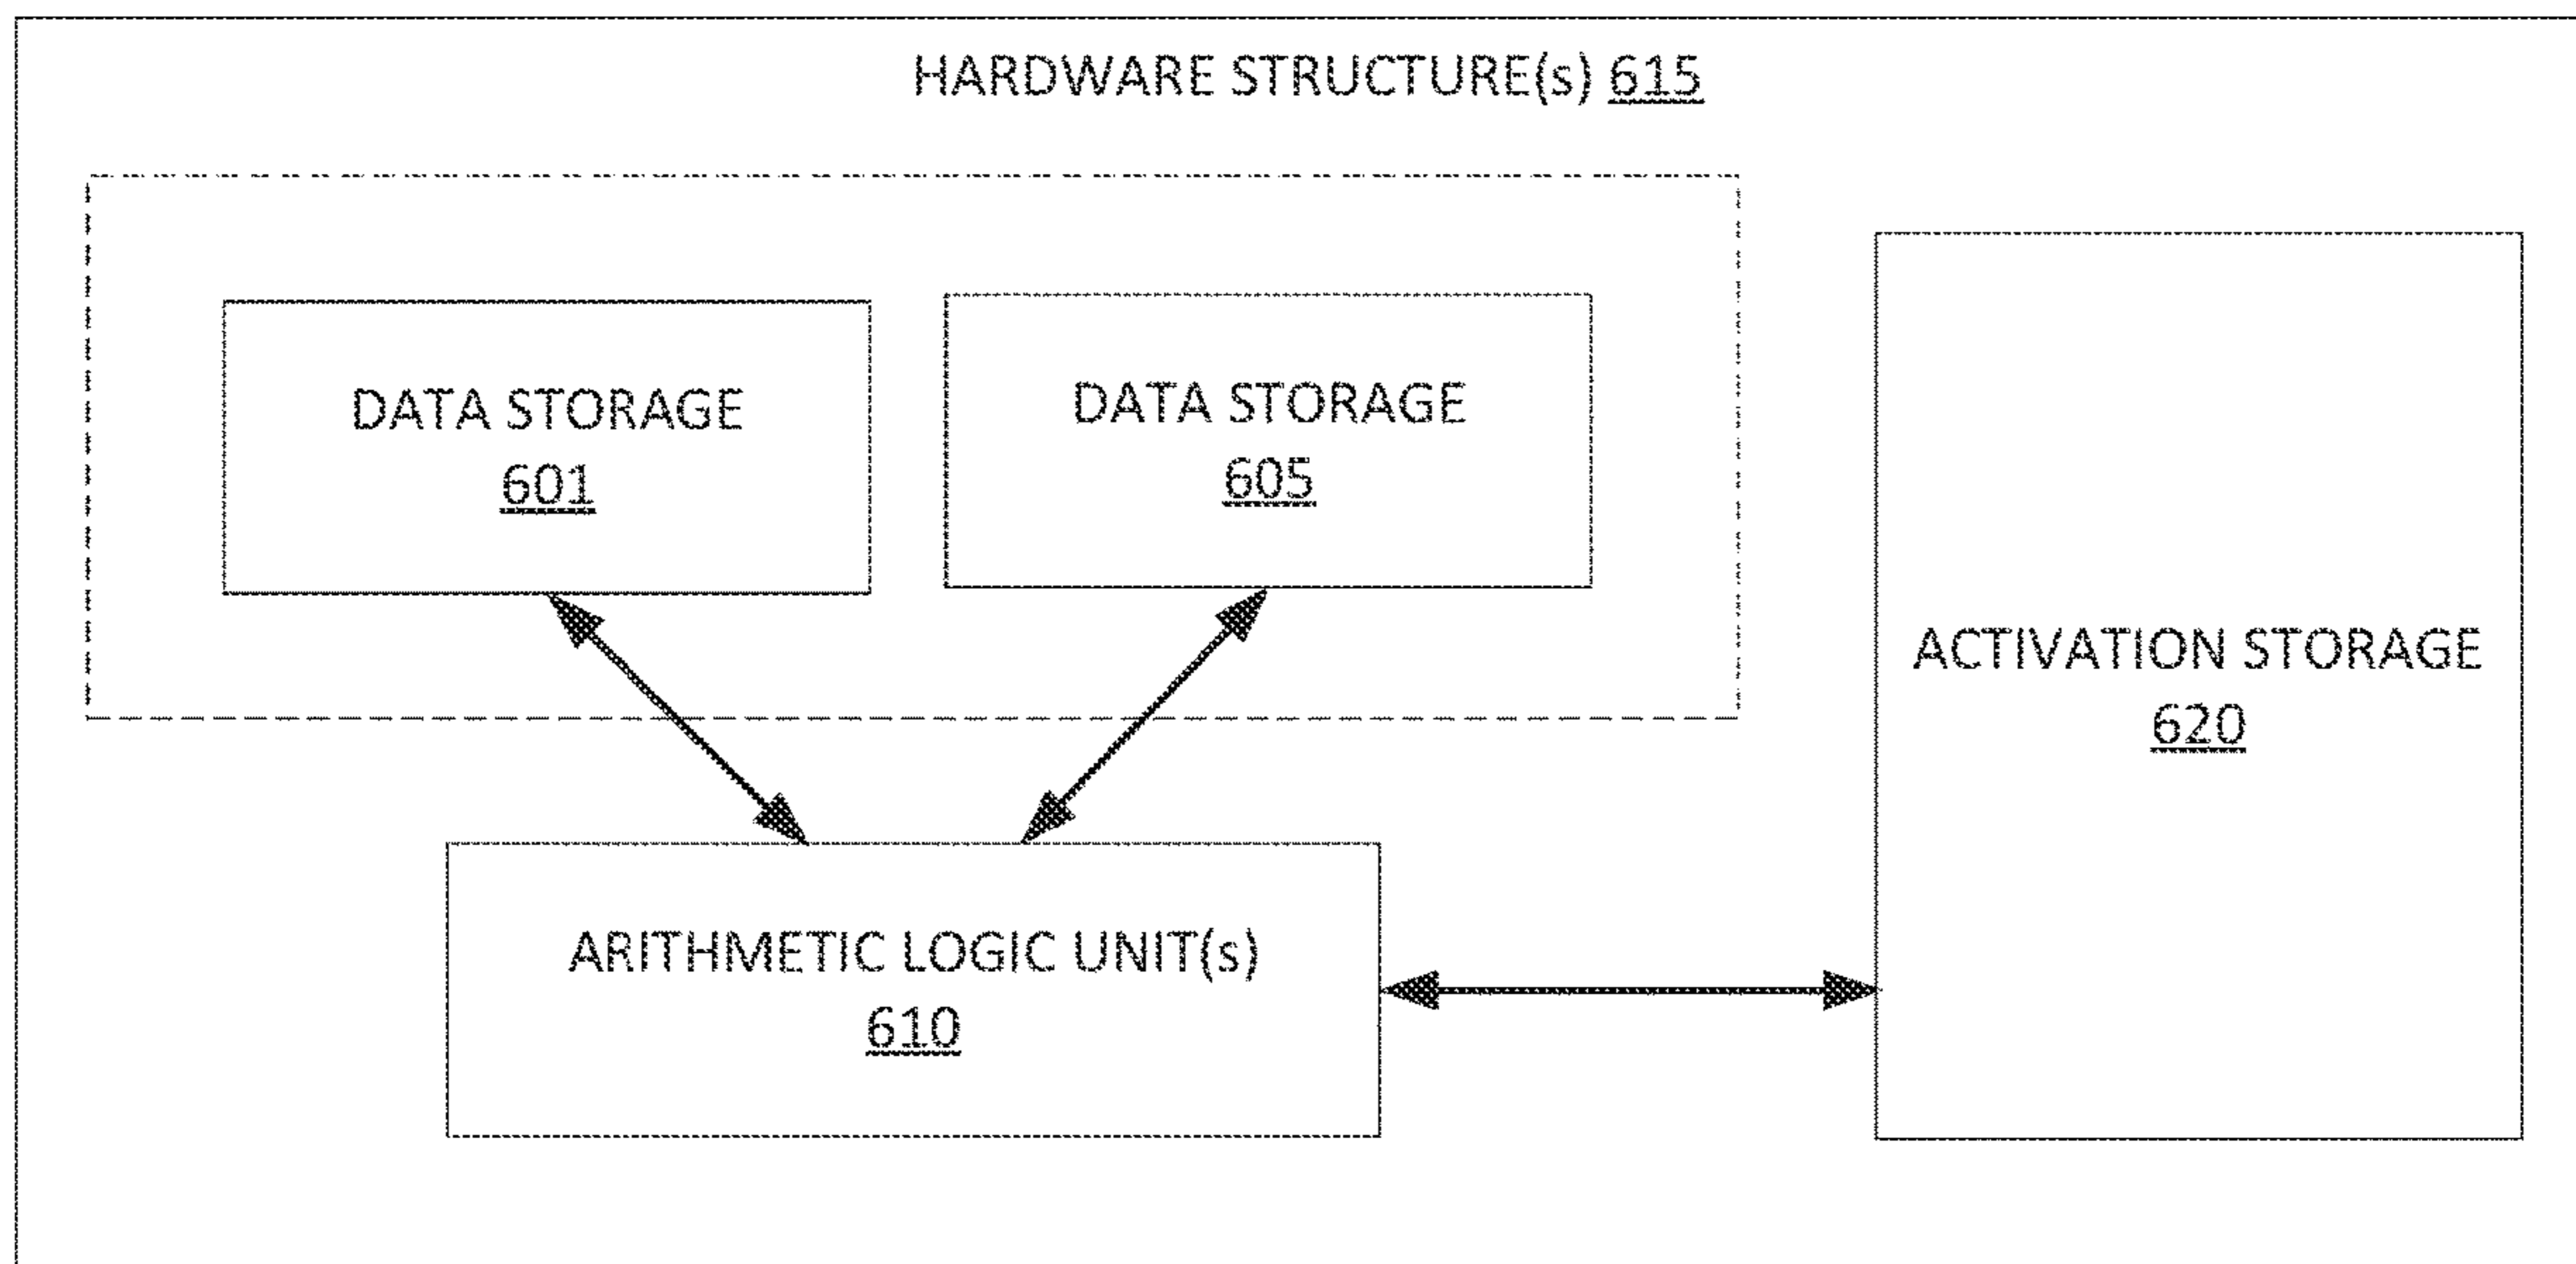 HARDWARE STRUCTURE(s) 615
DATA STORAGE
601
DATA STORAGE
605
ACTIVATION STORAGE
620
ARITHMETIC LOGIC UNIT(s)
610